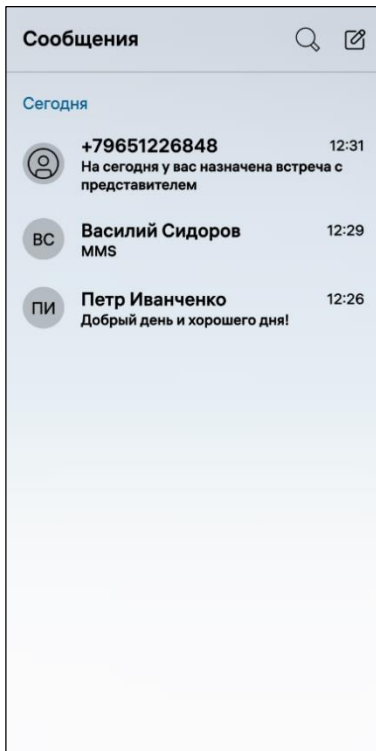 Сообщения
Сегодня
+79651226848 12:31
На сегодня у вас назначена встреча с
представителем
ВС Василий Сидоров 12:29
MMS
ПИ Петр Иванченко 12:26
Добрый день и хорошего дня!